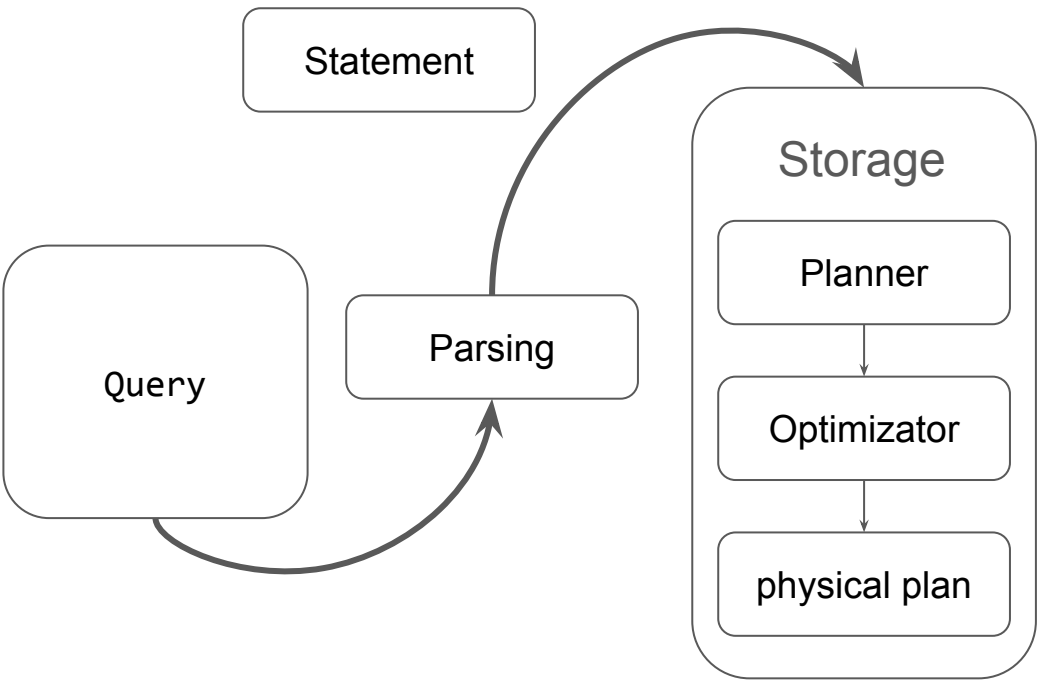 Statement
Storage
Planner
Parsing
Query
Optimizator
physical plan